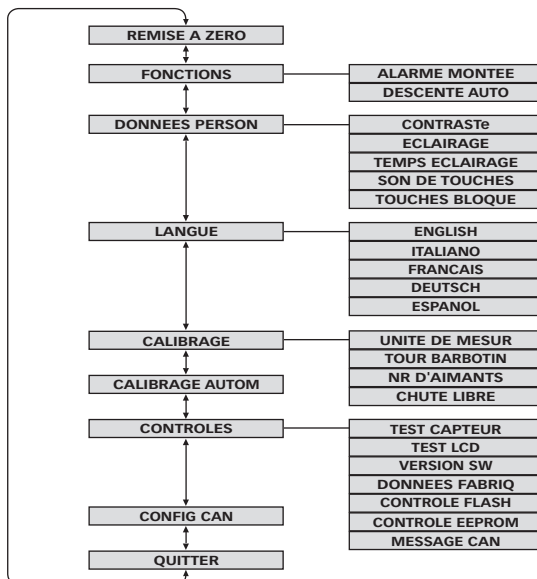 REMISE A ZERO
FONCTIONS
ALARME MONTEE
DESCENTE AUTO
DONNEES PERSON
CONTRASTe
ECLAIRAGE
TEMPS ECLAIRAGE
SON DE TOUCHES
TOUCHES BLOQUE
LANGUE
ENGLISH
ITALIANO
FRANCAIS
DEUTSCH
ESPANOL
CALIBRAGE
UNITE DE MESUR
TOUR BARBOTIN
NR D'AIMANTS
CHUTE LIBRE
CALIBRAGE AUTOM
CONTROLES
TEST CAPTEUR
TEST LCD
VERSION SW
DONNEES FABRIQ
CONTROLE FLASH
CONTROLE EEPROM
MESSAGE CAN
CONFIG CAN
QUITTER